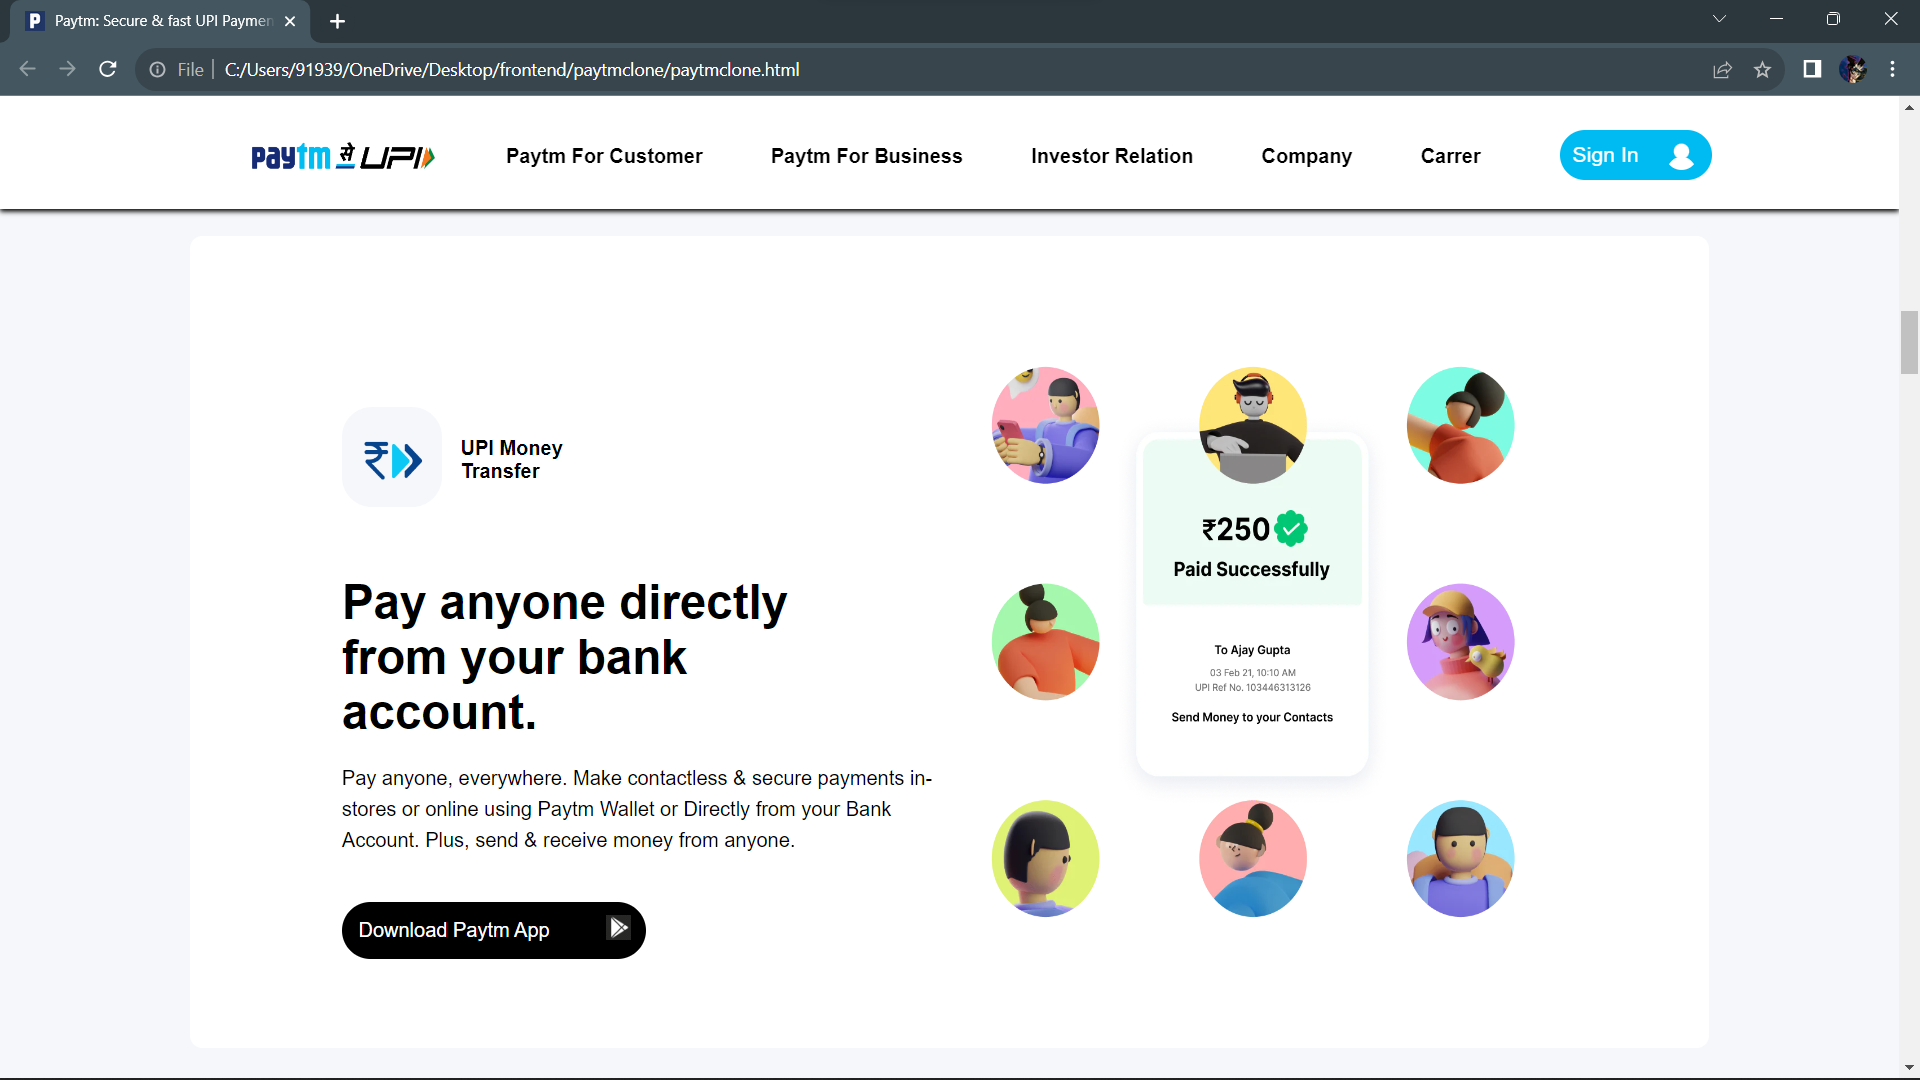 Paytm: Secure & fast UPI Paymen
File
C:/Users/91939/OneDrive/Desktop/frontend/paytmclone/paytmclone.html
paytm से UPI
Paytm For Customer
Paytm For Business
Investor Relation
Company
Carrer
Sign In
UPI Money
Transfer
Pay anyone directly
from your bank
account.
Pay anyone, everywhere. Make contactless & secure payments in-
stores or online using Paytm Wallet or Directly from your Bank
Account. Plus, send & receive money from anyone.
Download Paytm App
₹250
Paid Successfully
To Ajay Gupta
03 Feb 21, 10:10 AM
UPI Ref No. 103446313126
Send Money to your Contacts